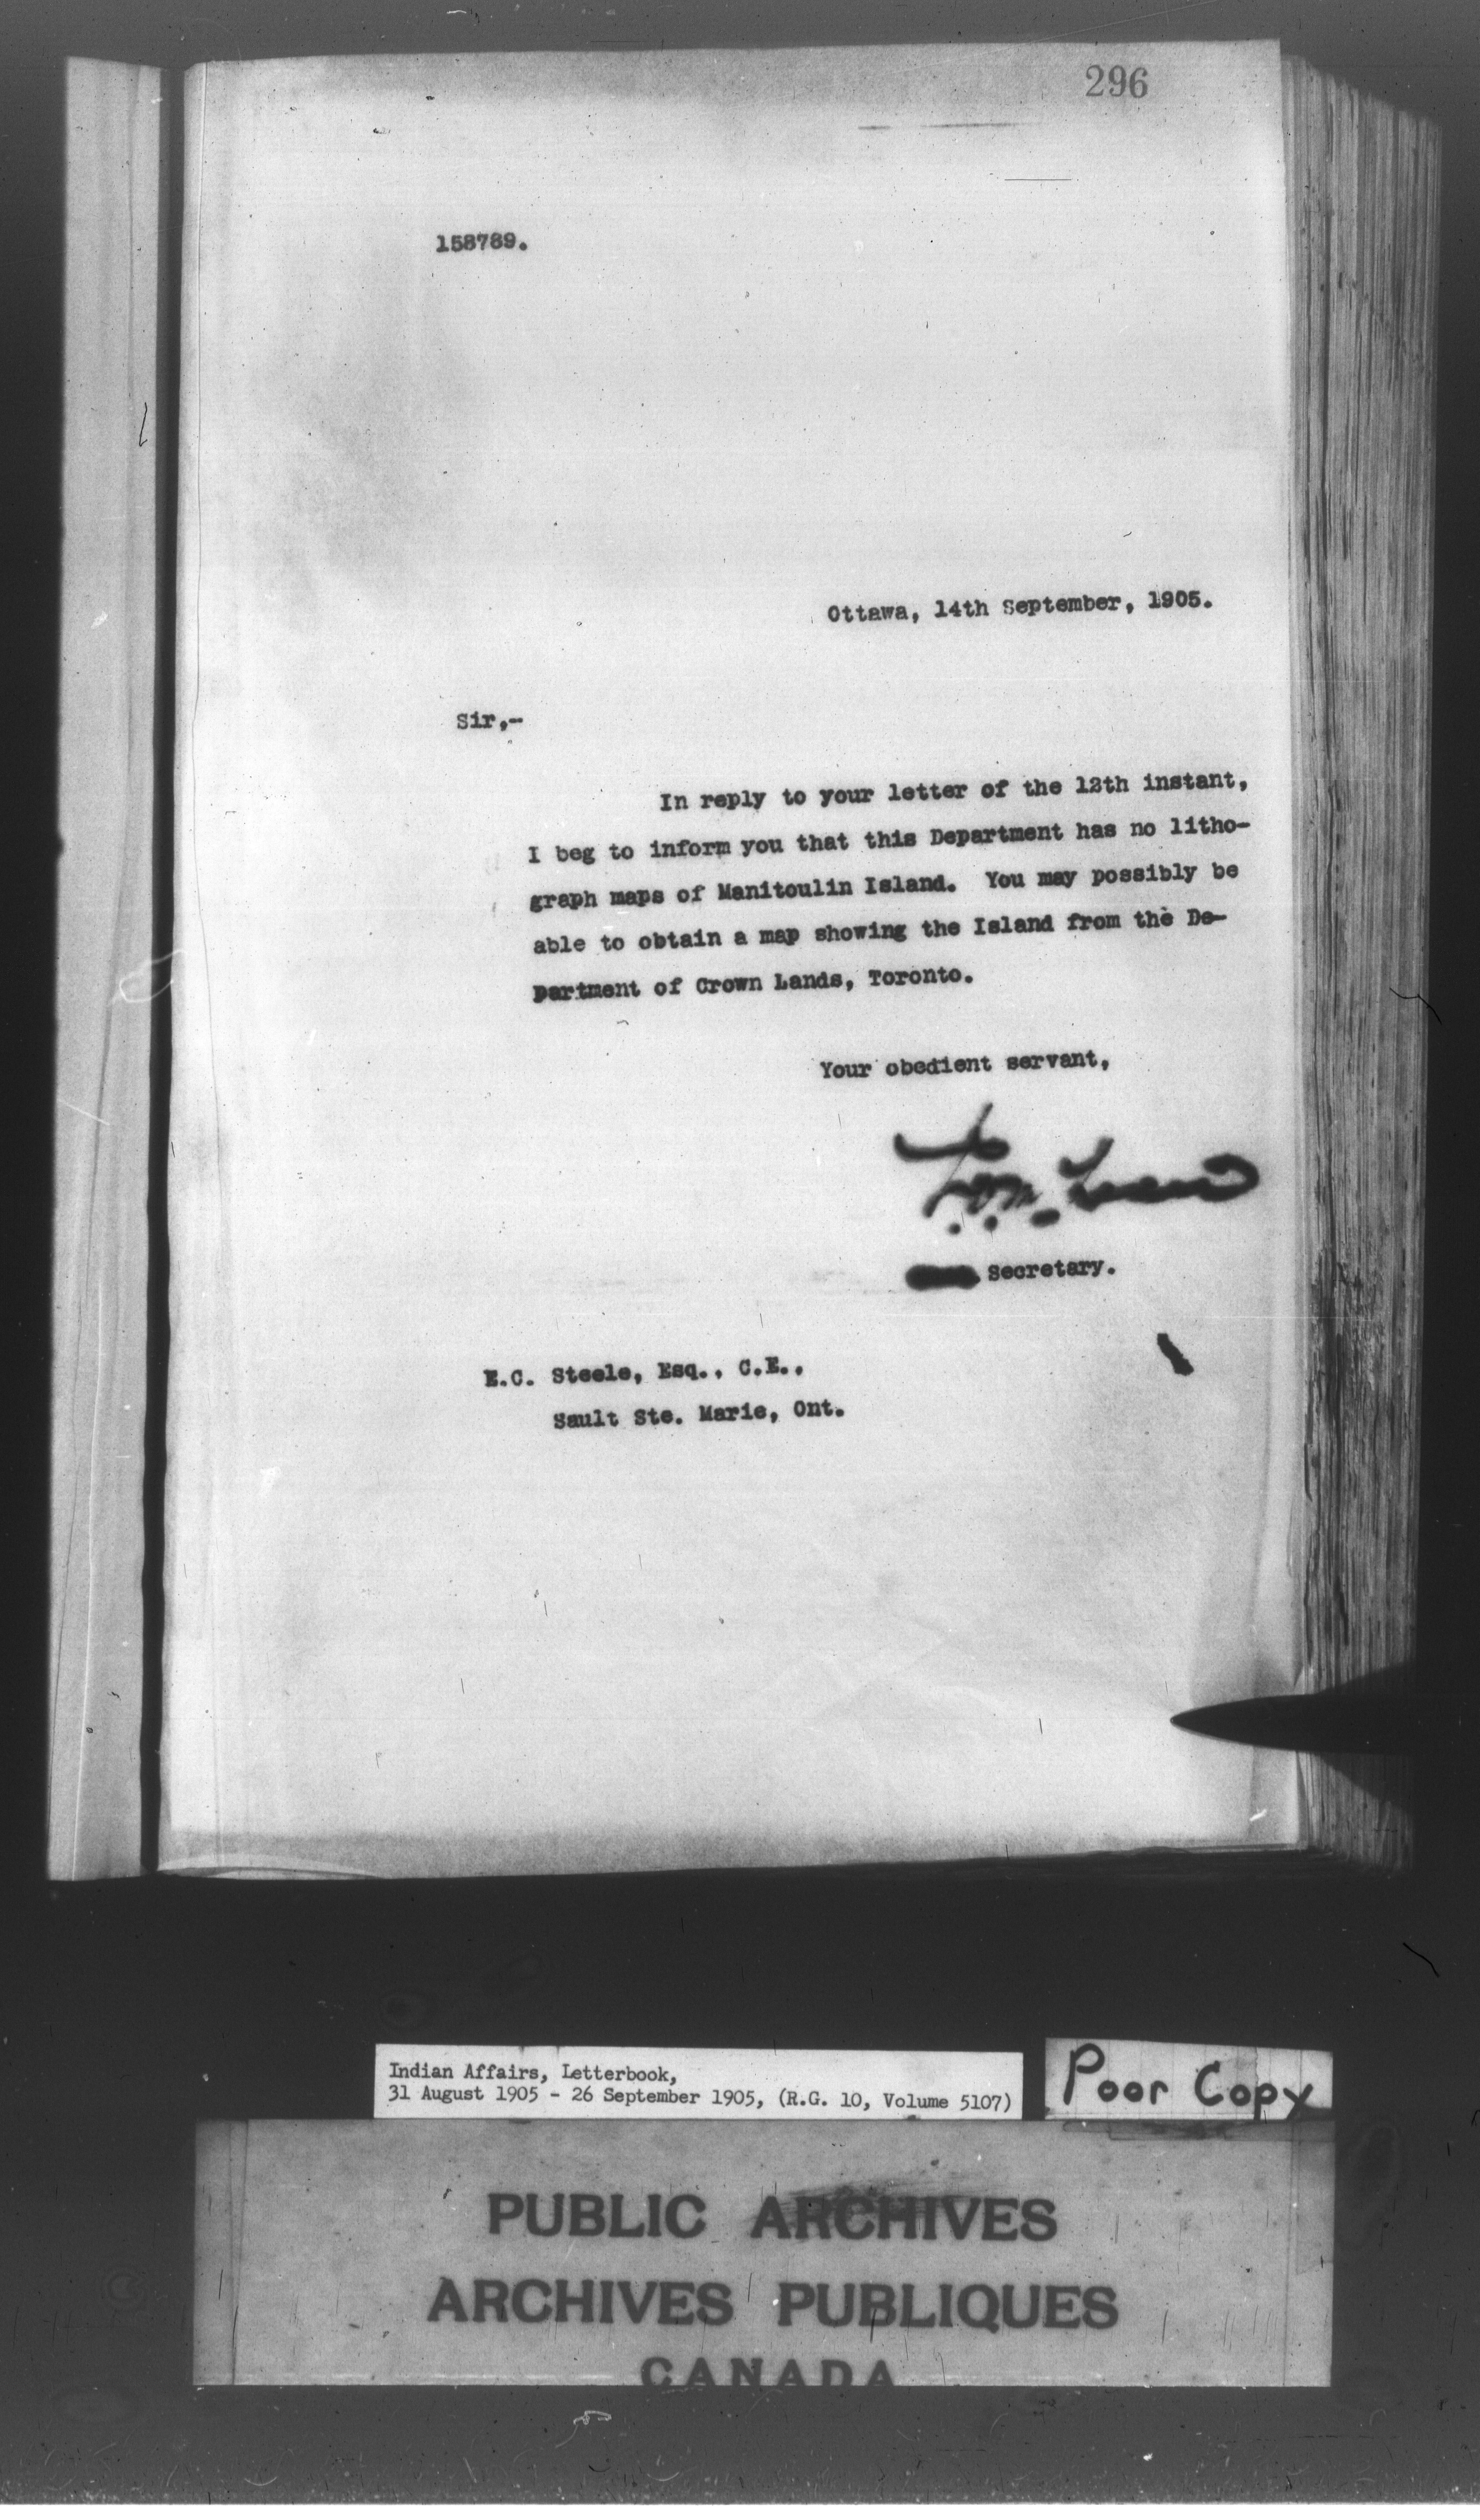 296
158789.
Ottawa, 14th September, 1905.
Sir,-
In reply to your letter of the 12th instant,
I beg to inform you that this Department has no litho-
graph maps of Manitoulin Island. You may possibly be
able to obtain a map showing the Island from the De-
partment of Crown Lands, Toronto.
Your obedient servant,
Secretary.
E.C. Steele, Esq., C.E.,
Sault Ste. Marie, Ont.
Indian Affairs, Letterbook,
31 August 1905 - 26 September 1905, (R.G. 10, Volume 5107)
Poor Copy
PUBLIC ARCHIVES
ARCHIVES PUBLIQUES
CANADA